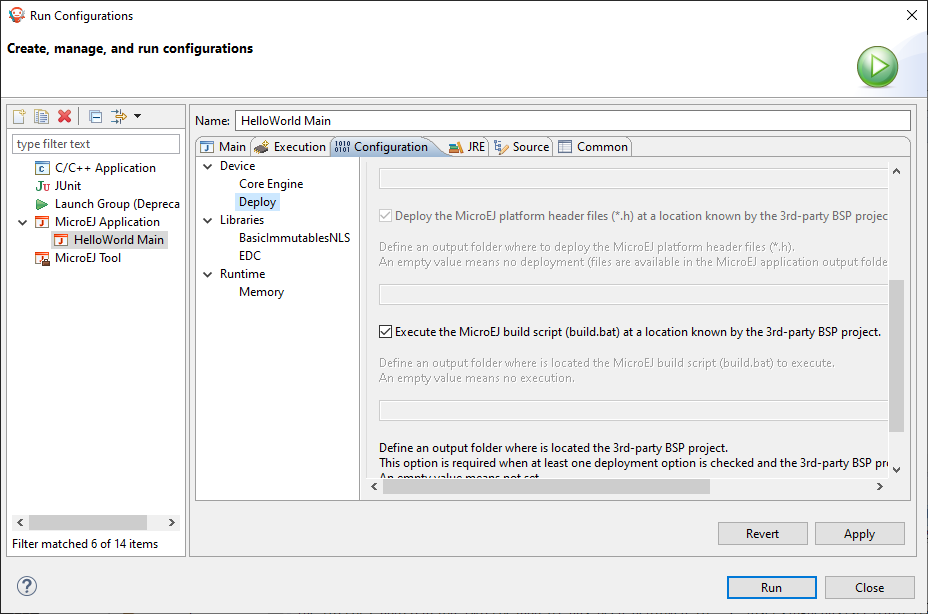 Run Configurations
Create, manage, and run configurations
type filter text
C/C++ Application
JUnit
Launch Group (Depreca
MicroEJ Application
HelloWorld Main
MicroEJ Tool
Filter matched 6 of 14 items
Name: HelloWorld Main
Main Execution Configuration JRE Source Common
Device
Core Engine
Deploy
Libraries
BasicImmutablesNLS
EDC
Runtime
Memory
Deploy the MicroEJ platform header files (*.h) at a location known by the 3rd-party BSP projec
Define an output folder where to deploy the MicroEJ platform header files (*.h).
An empty value means no deployment (files are available in the MicroEJ application output folde
Execute the MicroEJ build script (build.bat) at a location known by the 3rd-party BSP project.
Define an output folder where is located the MicroEJ build script (build.bat) to execute.
An empty value means no execution.
Define an output folder where is located the 3rd-party BSP project.
This option is required when at least one deployment option is checked and the 3rd-party BSP pr
An empty value means not set
Revert Apply
Run Close